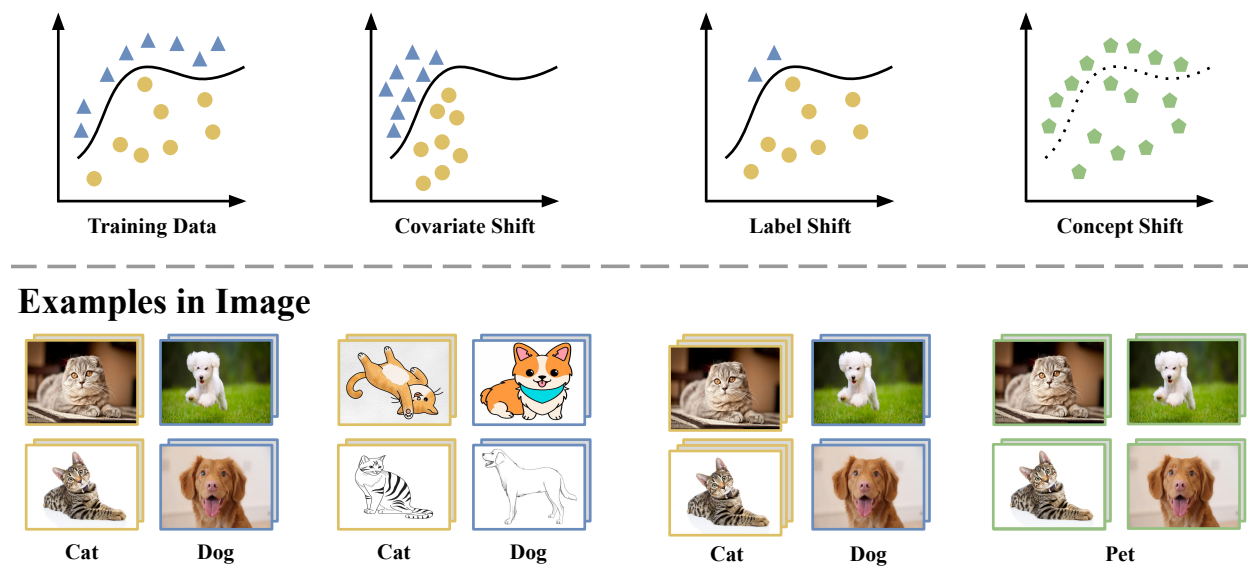 Training Data
Covariate Shift
Label Shift
Concept Shift
Examples in Image
Cat
Dog
Cat
Dog
Cat
Dog
Pet